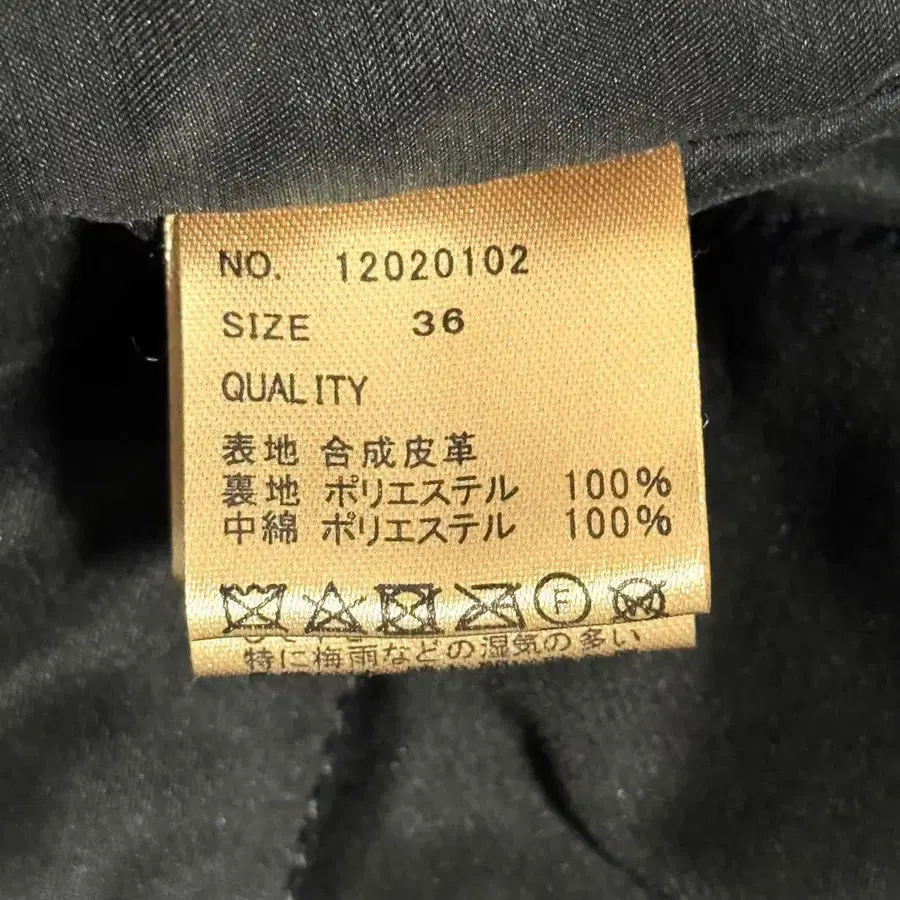 NO. 12020102
SIZE 36
QUALITY
表地 合成皮革
裏地 ポリエステル 100%
中綿 ポリエステル 100%
F
特に梅雨などの湿気の多い